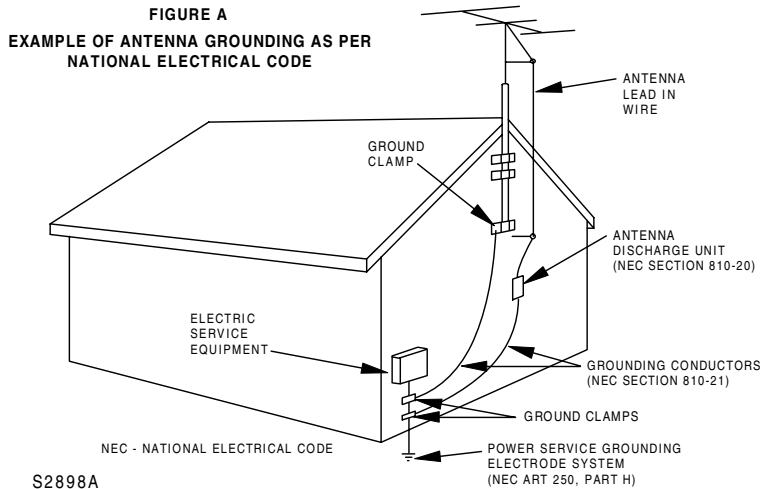 FIGURE A
EXAMPLE OF ANTENNA GROUNDING AS PER
NATIONAL ELECTRICAL CODE
ANTENNA
LEAD IN
WIRE
GROUND
CLAMP
ANTENNA
DISCHARGE UNIT
(NEC SECTION 810-20)
ELECTRIC
SERVICE
EQUIPMENT
GROUNDING CONDUCTORS
(NEC SECTION 810-21)
GROUND CLAMPS
NEC - NATIONAL ELECTRICAL CODE
POWER SERVICE GROUNDING
ELECTRODE SYSTEM
(NEC ART 250, PART H)
S2898A